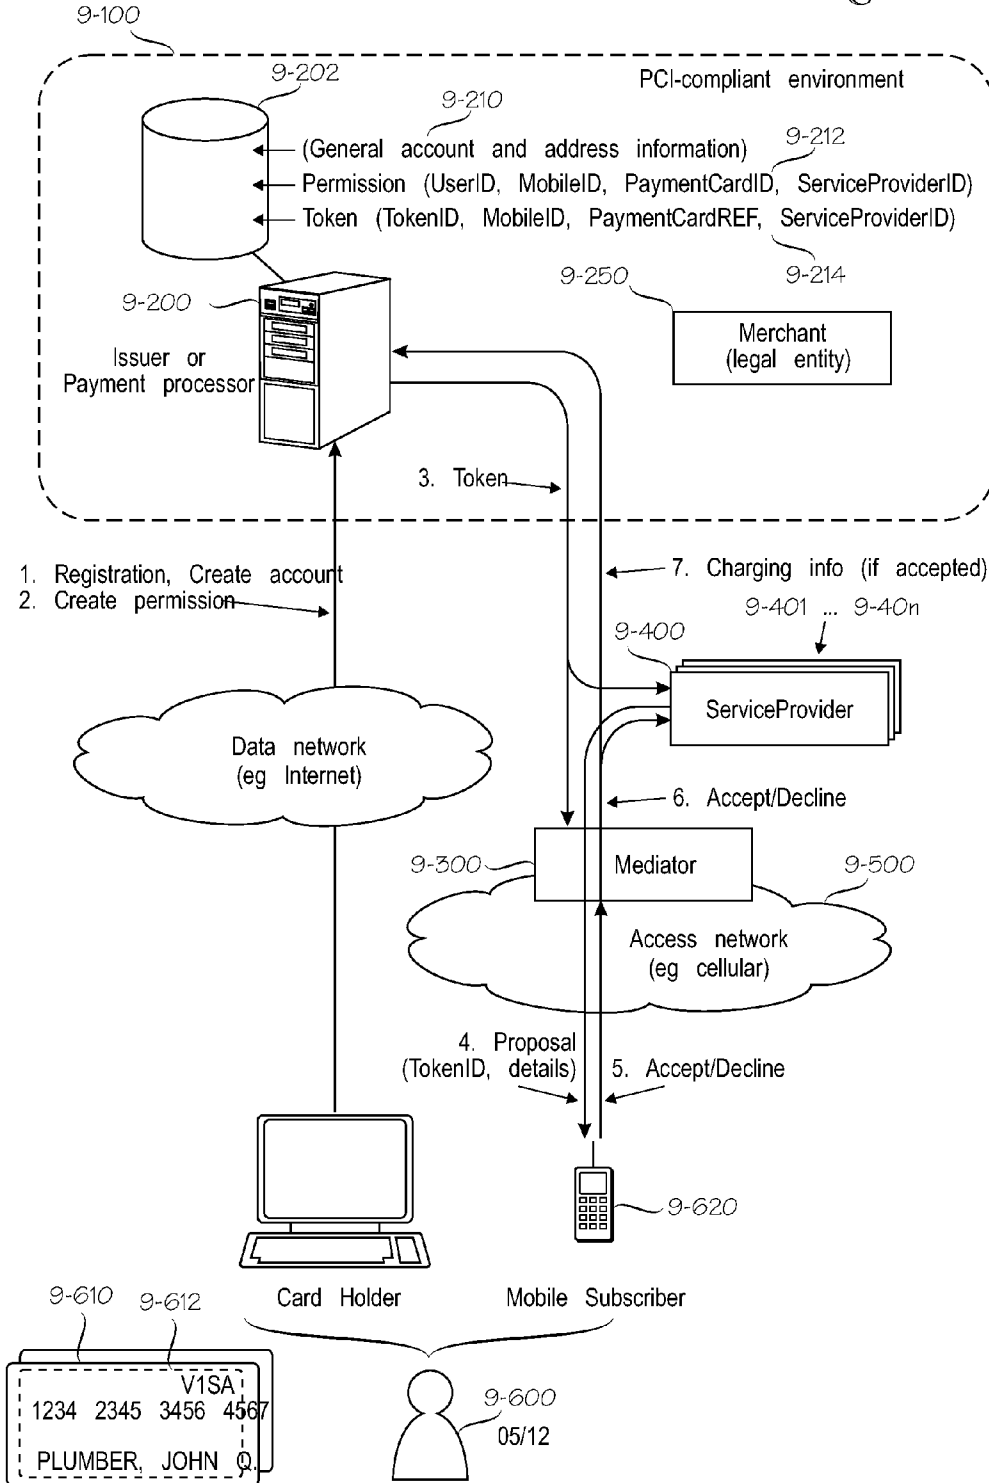 9-100
PCI-compliant environment
9-202
9-210
(General account and address information)
9-212
Permission (UserID, MobileID, PaymentCardID, ServiceProviderID)
Token (TokenID, MobileID, PaymentCardREF, ServiceProviderID)
9-214
9-250
9-200
Merchant
(legal entity)
Issuer or
Payment processor
3. Token
1. Registration, Create account
2. Create permission
7. Charging info (if accepted)
9-401 ... 9-40n
9-400
ServiceProvider
Data network
(eg Internet)
6. Accept/Decline
9-300
Mediator
9-500
Access network
(eg cellular)
4. Proposal
(TokenID, details)
5. Accept/Decline
9-620
Card Holder
Mobile Subscriber
9-610
9-612
V1SA
1234 2345 3456 4567
PLUMBER, JOHN Q.
9-600
05/12